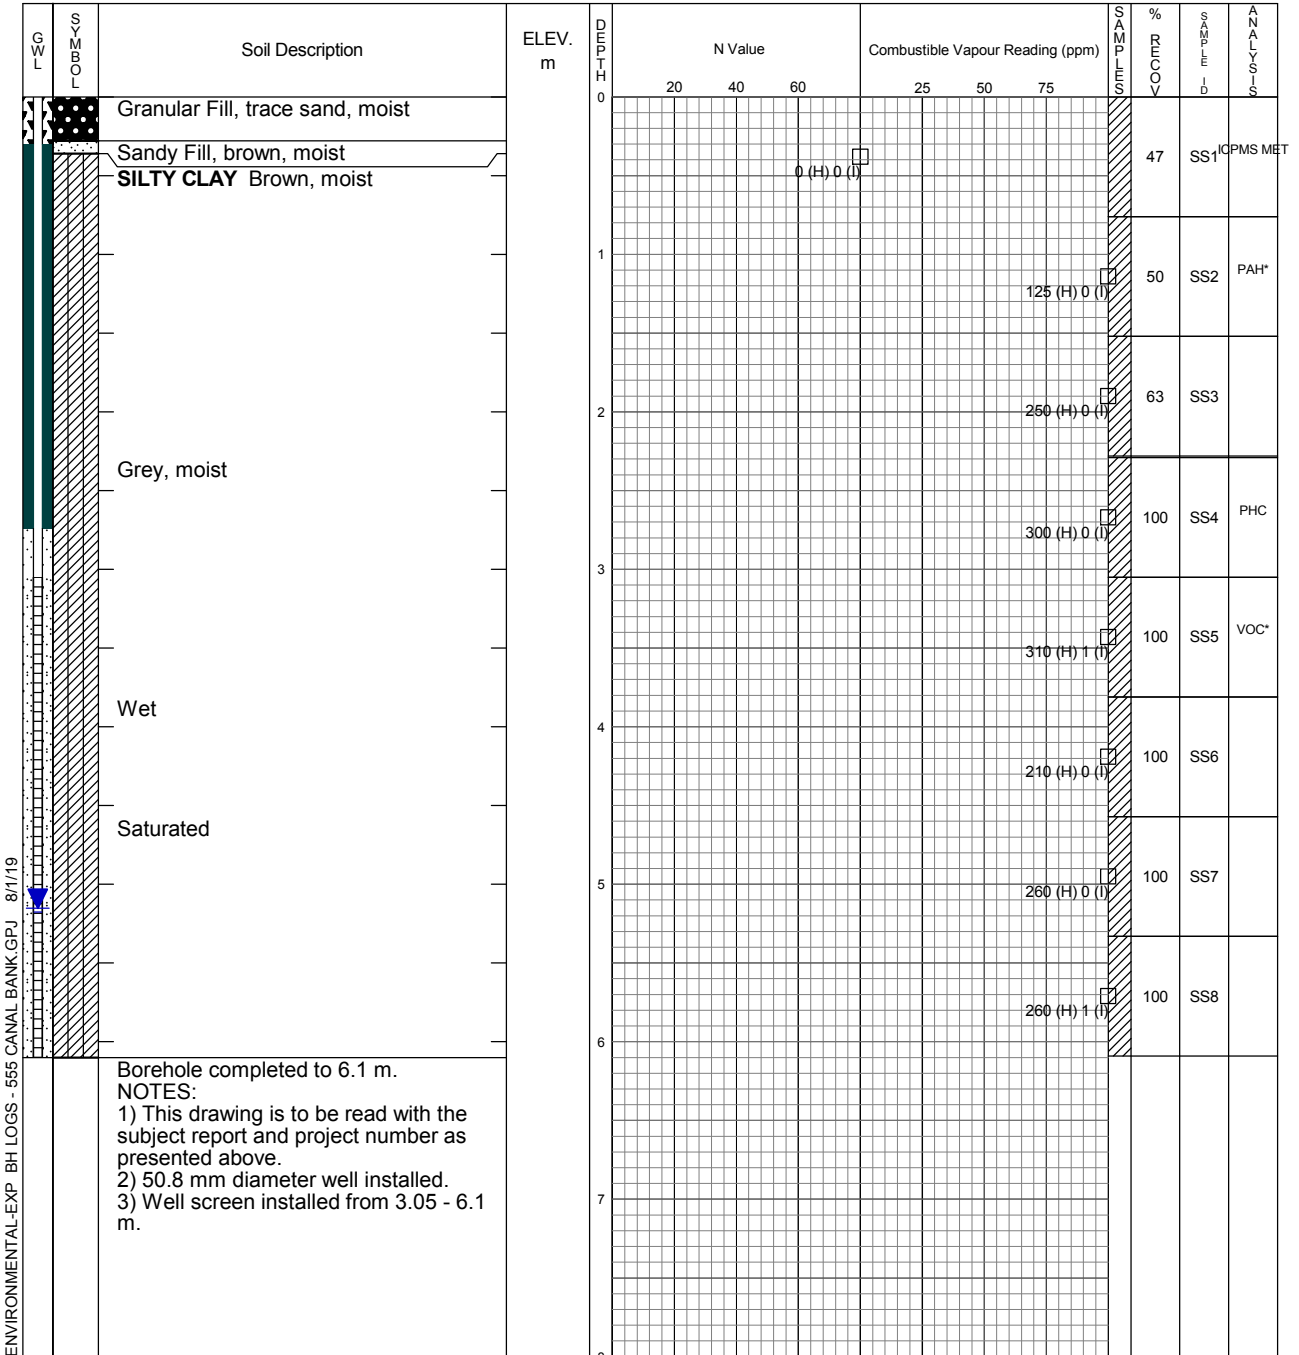 GWL
SYMBOL
Soil Description
ELEV.
m
DEPTH
N Value
20 40 60
Combustible Vapour Reading (ppm)
25 50 75
SAMPLES
% RECOV
SAMPLE ID
ANALYSIS
0
Granular Fill, trace sand, moist
Sandy Fill, brown, moist
SILTY CLAY Brown, moist
0 (H) 0 (I)
47 SS1 ICPMS MET
1
125 (H) 0 (I)
50 SS2 PAH*
250 (H) 0 (I)
63 SS3
2
Grey, moist
300 (H) 0 (I)
100 SS4 PHC
3
310 (H) 1 (I)
100 SS5 VOC*
Wet
4
210 (H) 0 (I)
100 SS6
Saturated
260 (H) 0 (I)
100 SS7
5
260 (H) 1 (I)
100 SS8
6
Borehole completed to 6.1 m.
NOTES:
1) This drawing is to be read with the
subject report and project number as
presented above.
2) 50.8 mm diameter well installed.
3) Well screen installed from 3.05 - 6.1
m.
7
ENVIRONMENTAL-EXP BH LOGS - 555 CANAL BANK.GPJ 8/1/19